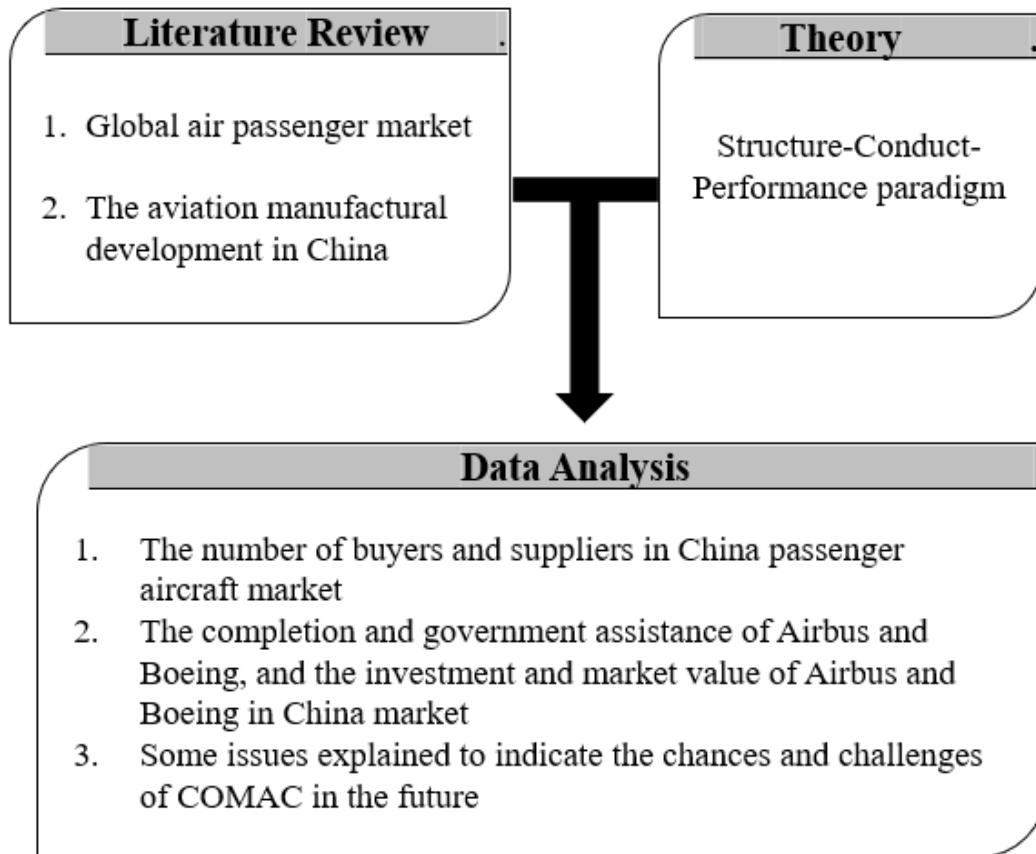 Literature Review .
1. Global air passenger market
2. The aviation manufactural
development in China
Theory .
Structure-Conduct-
Performance paradigm
Data Analysis
1. The number of buyers and suppliers in China passenger
aircraft market
2. The completion and government assistance of Airbus and
Boeing, and the investment and market value of Airbus and
Boeing in China market
3. Some issues explained to indicate the chances and challenges
of COMAC in the future